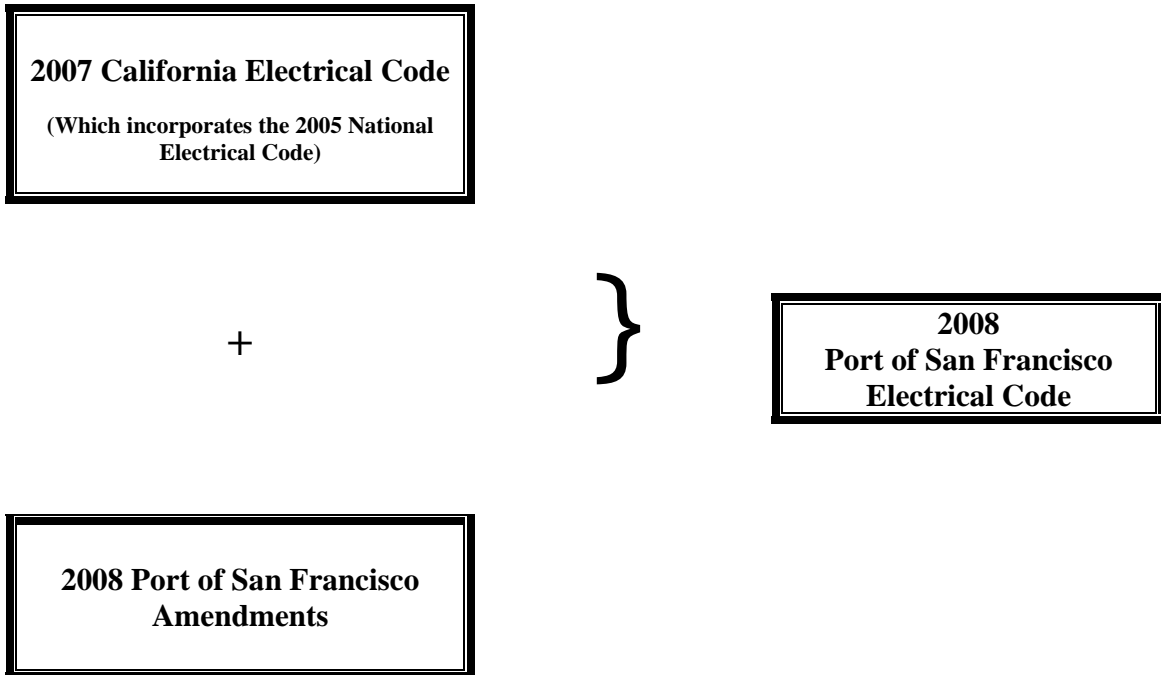 2007 California Electrical Code
(Which incorporates the 2005 National
Electrical Code)
+
}
2008
Port of San Francisco
Electrical Code
2008 Port of San Francisco
Amendments